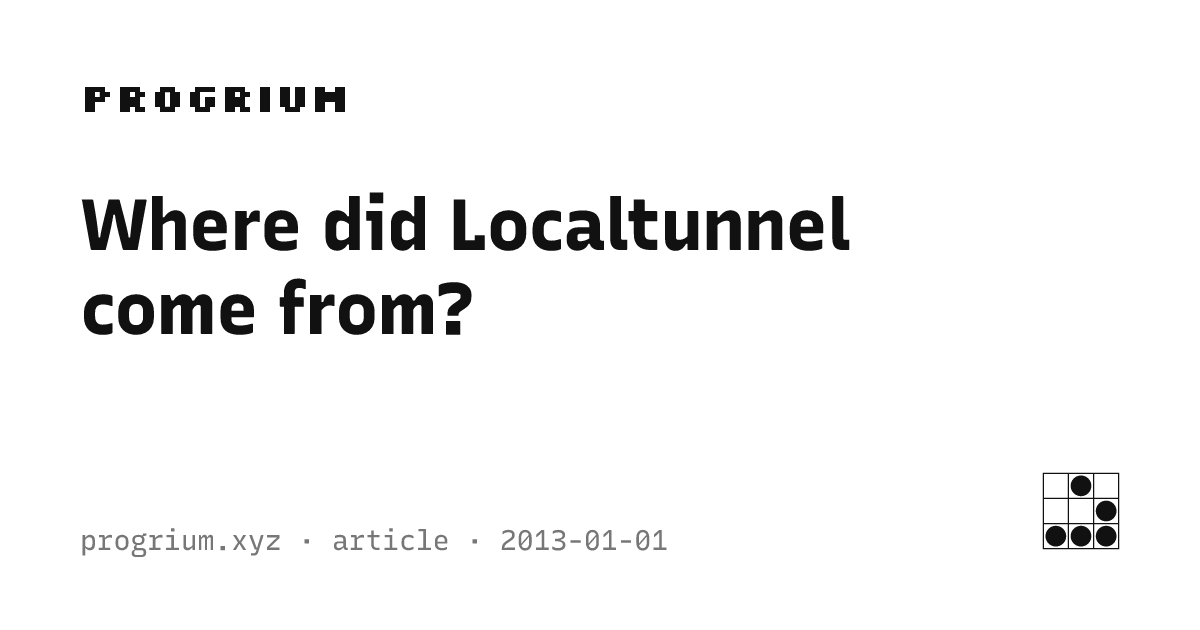 PROGRIUM
Where did Localtunnel
come from?
progrium.xyz · article · 2013-01-01